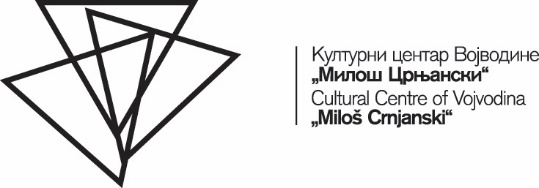 Културни центар Војводине
„Милош Црњански“
Cultural Centre of Vojvodina
„Miloš Crnjanski“